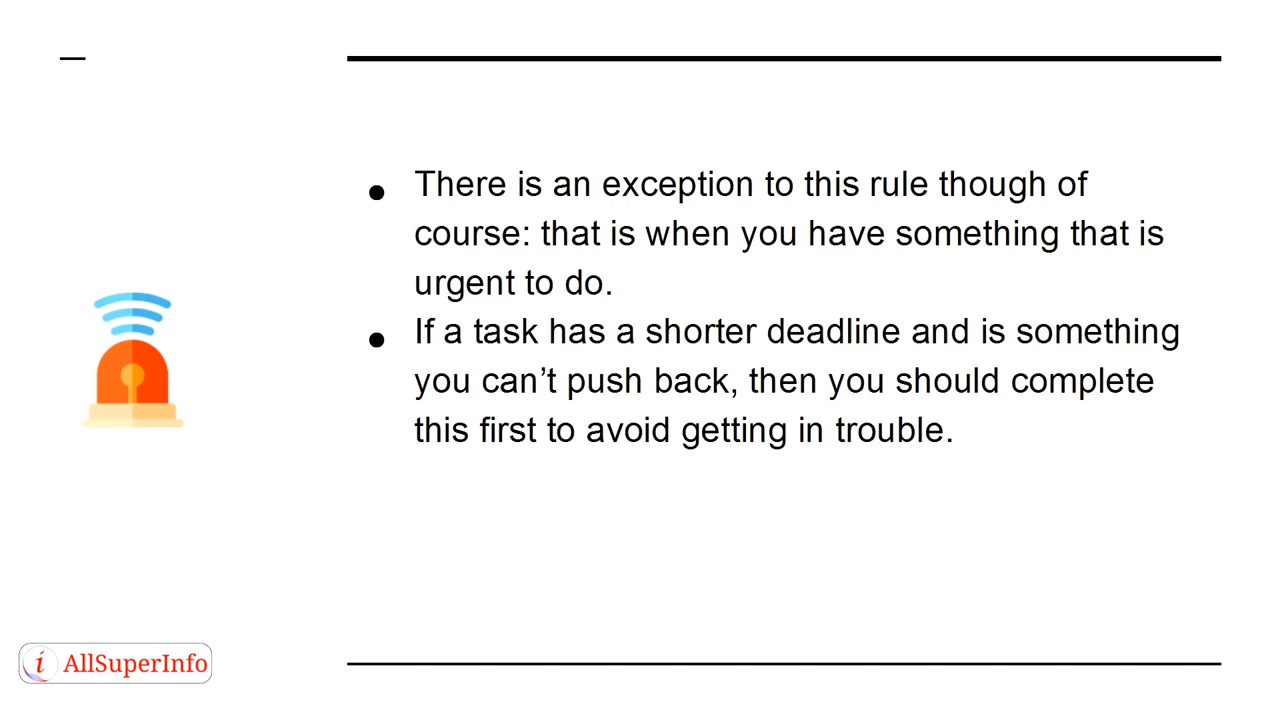 There is an exception to this rule though of
course: that is when you have something that is
urgent to do.
If a task has a shorter deadline and is something
you can’t push back, then you should complete
this first to avoid getting in trouble.
i AllSuperInfo